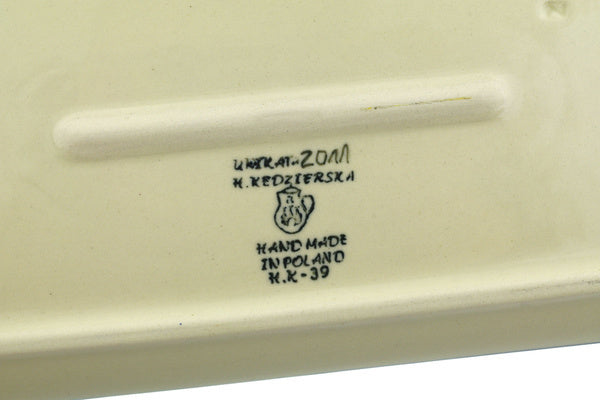 UNIKAT- 2011
H. KEDZIERSKA
HAND MADE
IN POLAND
H.K-39